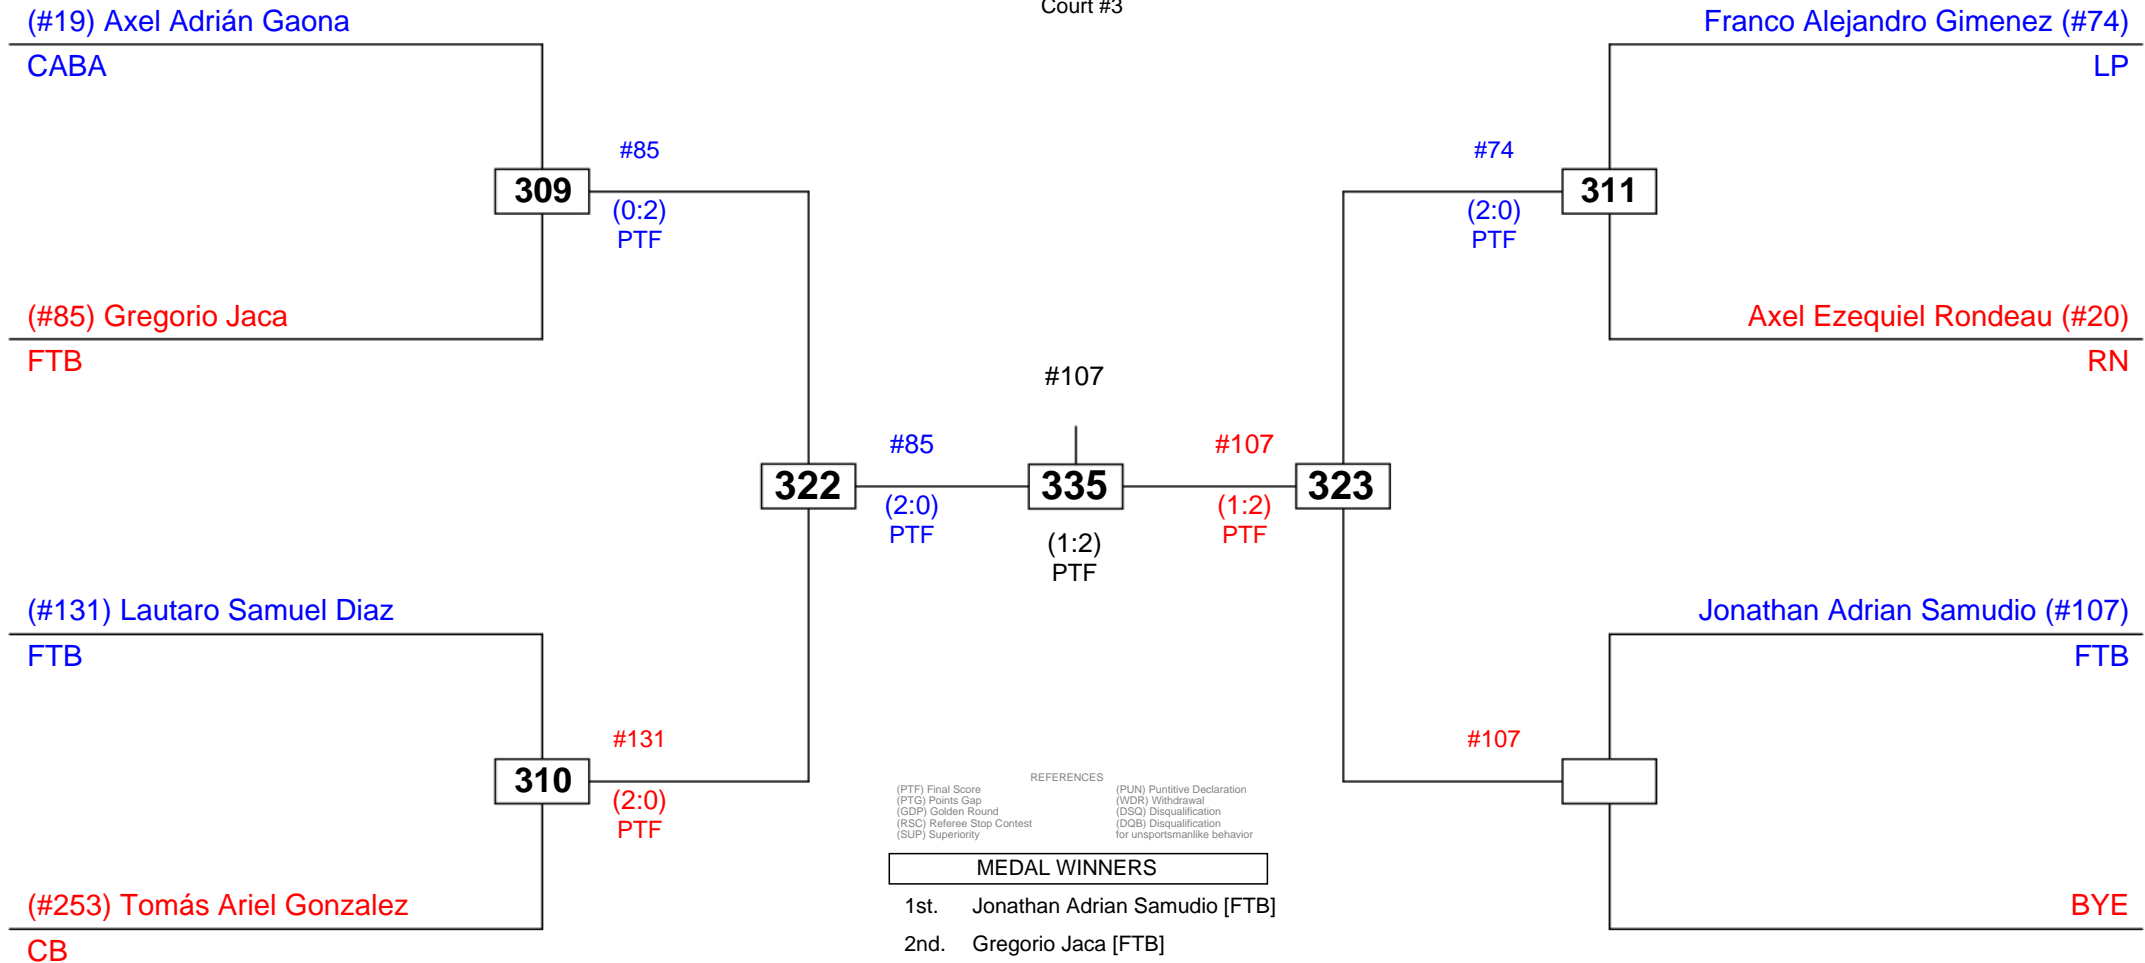 Court #3
(#19) Axel Adrián Gaona
CABA
Franco Alejandro Gimenez (#74)
LP
#85
309
(0:2)
PTF
#74
311
(2:0)
PTF
(#85) Gregorio Jaca
FTB
Axel Ezequiel Rondeau (#20)
RN
#107
#85
322
(2:0)
PTF
335
(1:2)
PTF
#107
323
(1:2)
PTF
(#131) Lautaro Samuel Diaz
FTB
Jonathan Adrian Samudio (#107)
FTB
#131
310
(2:0)
PTF
#107
REFERENCES
(PTF) Final Score
(PTG) Points Gap
(GDP) Golden Round
(RSC) Referee Stop Contest
(SUP) Superiority
(PUN) Puntitive Declaration
(WDR) Withdrawal
(DSQ) Disqualification
(DQB) Disqualification
for unsportsmanlike behavior
MEDAL WINNERS
1st. Jonathan Adrian Samudio [FTB]
2nd. Gregorio Jaca [FTB]
(#253) Tomás Ariel Gonzalez
CB
BYE